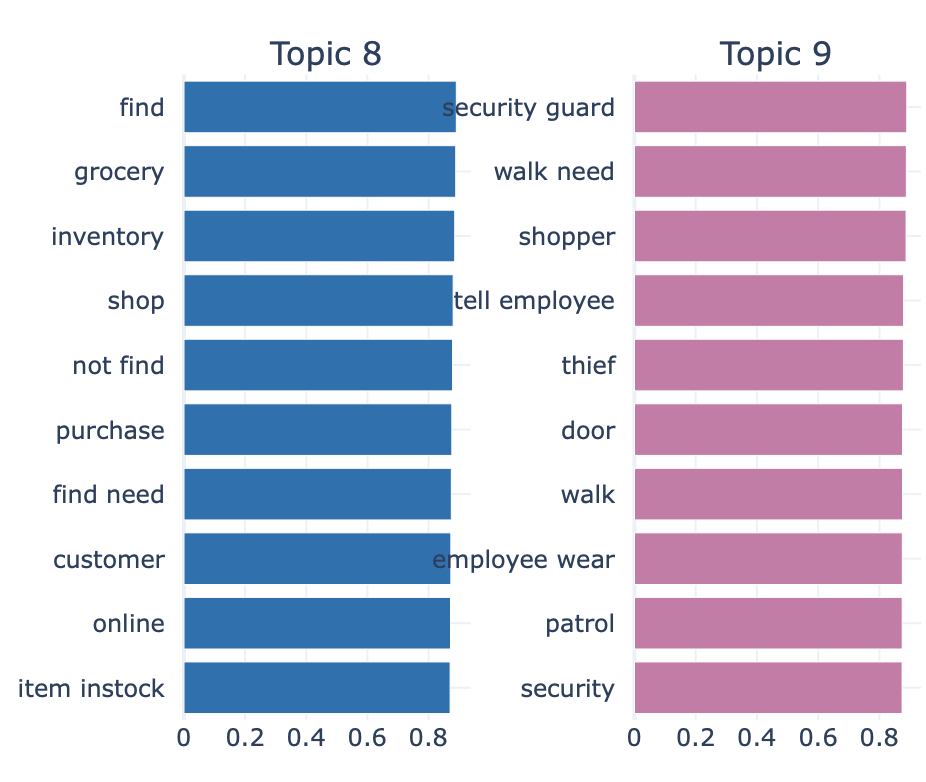 Topic 8
find
grocery
inventory
shop
not find
purchase
find need
customer
online
item instock
0 0.2 0.4 0.6 0.8
Topic 9
security guard
walk need
shopper
tell employee
thief
door
walk
employee wear
patrol
security
0 0.2 0.4 0.6 0.8